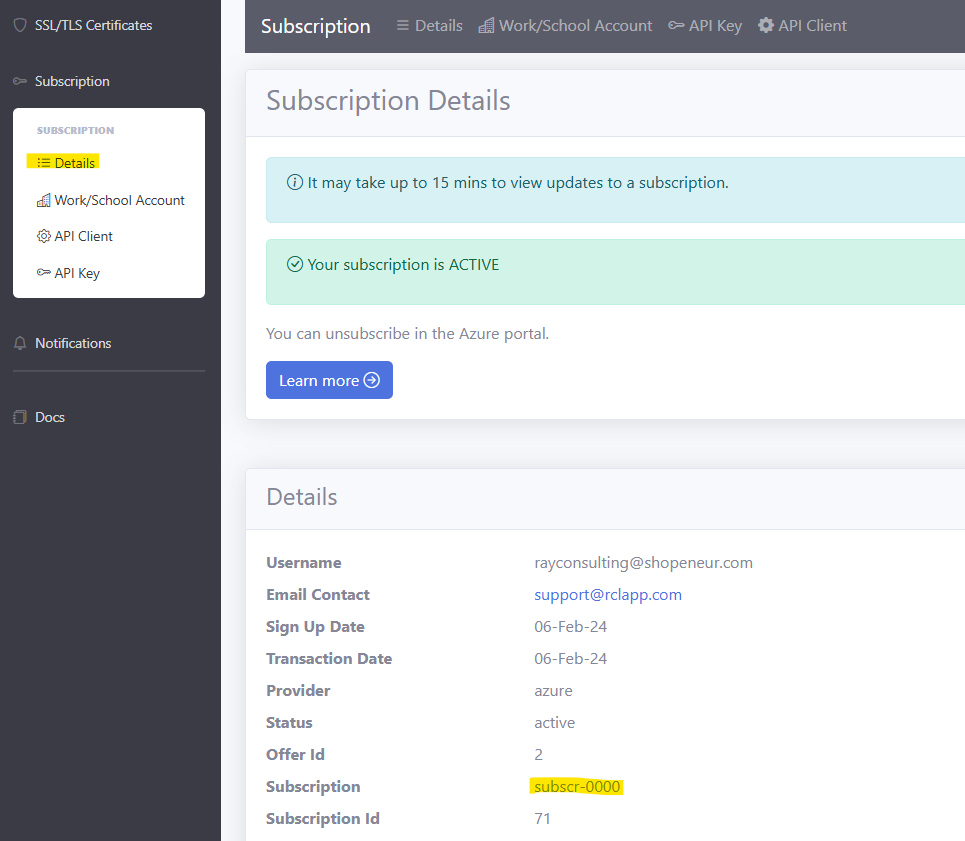 SSL/TLS Certificates
Subscription
SUBSCRIPTION
Details
Work/School Account
API Client
API Key
Notifications
Docs
Subscription Details Work/School Account API Key API Client
Subscription Details
It may take up to 15 mins to view updates to a subscription.
Your subscription is ACTIVE
You can unsubscribe in the Azure portal.
Learn more
Details
Username rayconsulting@shopeneur.com
Email Contact support@rclapp.com
Sign Up Date 06-Feb-24
Transaction Date 06-Feb-24
Provider azure
Status active
Offer Id 2
Subscription subscr-0000
Subscription Id 71